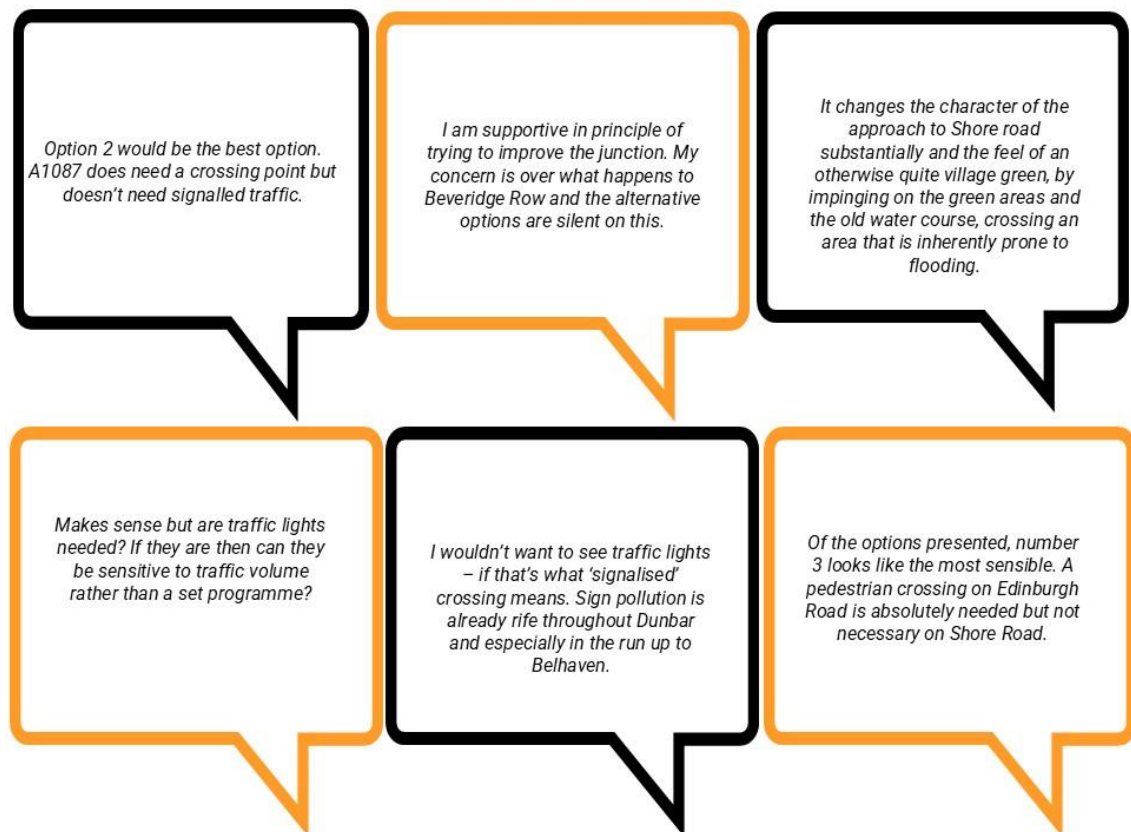 Option 2 would be the best option.
A1087 does need a crossing point but
doesn’t need signalled traffic.
I am supportive in principle of
trying to improve the junction. My
concern is over what happens to
Beveridge Row and the alternative
options are silent on this.
It changes the character of the
approach to Shore road
substantially and the feel of an
otherwise quite village green, by
impinging on the green areas and
the old water course, crossing an
area that is inherently prone to
flooding.
Makes sense but are traffic lights
needed? If they are then can they
be sensitive to traffic volume
rather than a set programme?
I wouldn’t want to see traffic lights
– if that’s what ‘signalised’
crossing means. Sign pollution is
already rife throughout Dunbar
and especially in the run up to
Belhaven.
Of the options presented, number
3 looks like the most sensible. A
pedestrian crossing on Edinburgh
Road is absolutely needed but not
necessary on Shore Road.